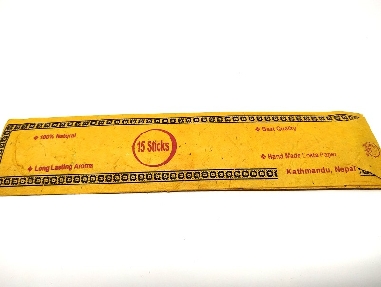 ❖ 100% Natural
❖ Best Quality
15 Sticks
❖ Long Lasting Aroma
❖ Hand Made Lokta Paper
Kathmandu, Nepal